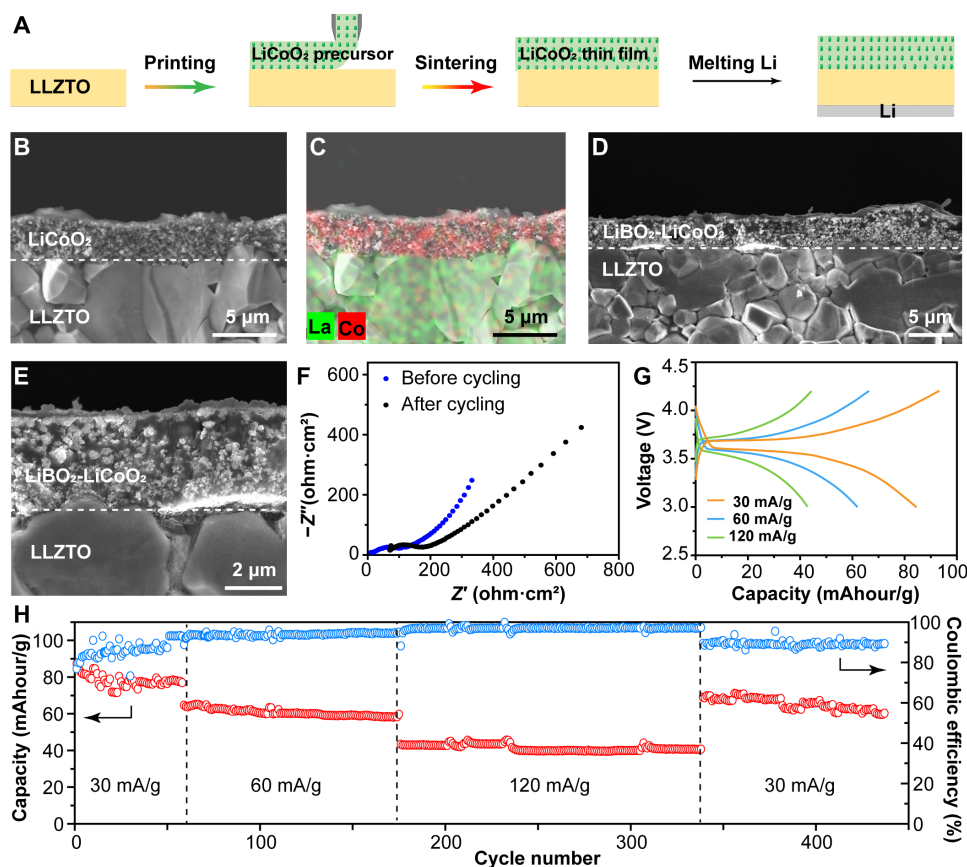 A
LLZTO
Printing
LiCoO₂ precursor
Sintering
LiCoO₂ thin film
Melting Li
Li
B
LiCoO₂
LLZTO
5 µm
C
La
Co
5 µm
D
LiBO₂-LiCoO₂
LLZTO
5 µm
E
LiBO₂-LiCoO₂
LLZTO
2 µm
F
−Z″(ohm·cm²)
600
400
200
0
0 200 400 600 800
Z′ (ohm·cm²)
Before cycling
After cycling
G
Voltage (V)
4.5
4.0
3.5
3.0
2.5
0 20 40 60 80 100
Capacity (mAhour/g)
30 mA/g
60 mA/g
120 mA/g
H
Capacity (mAhour/g)
100
80
60
40
20
0
30 mA/g
60 mA/g
120 mA/g
30 mA/g
0 100 200 300 400
Cycle number
100
80
60
40
20
0
Coulombic efficiency
(%)